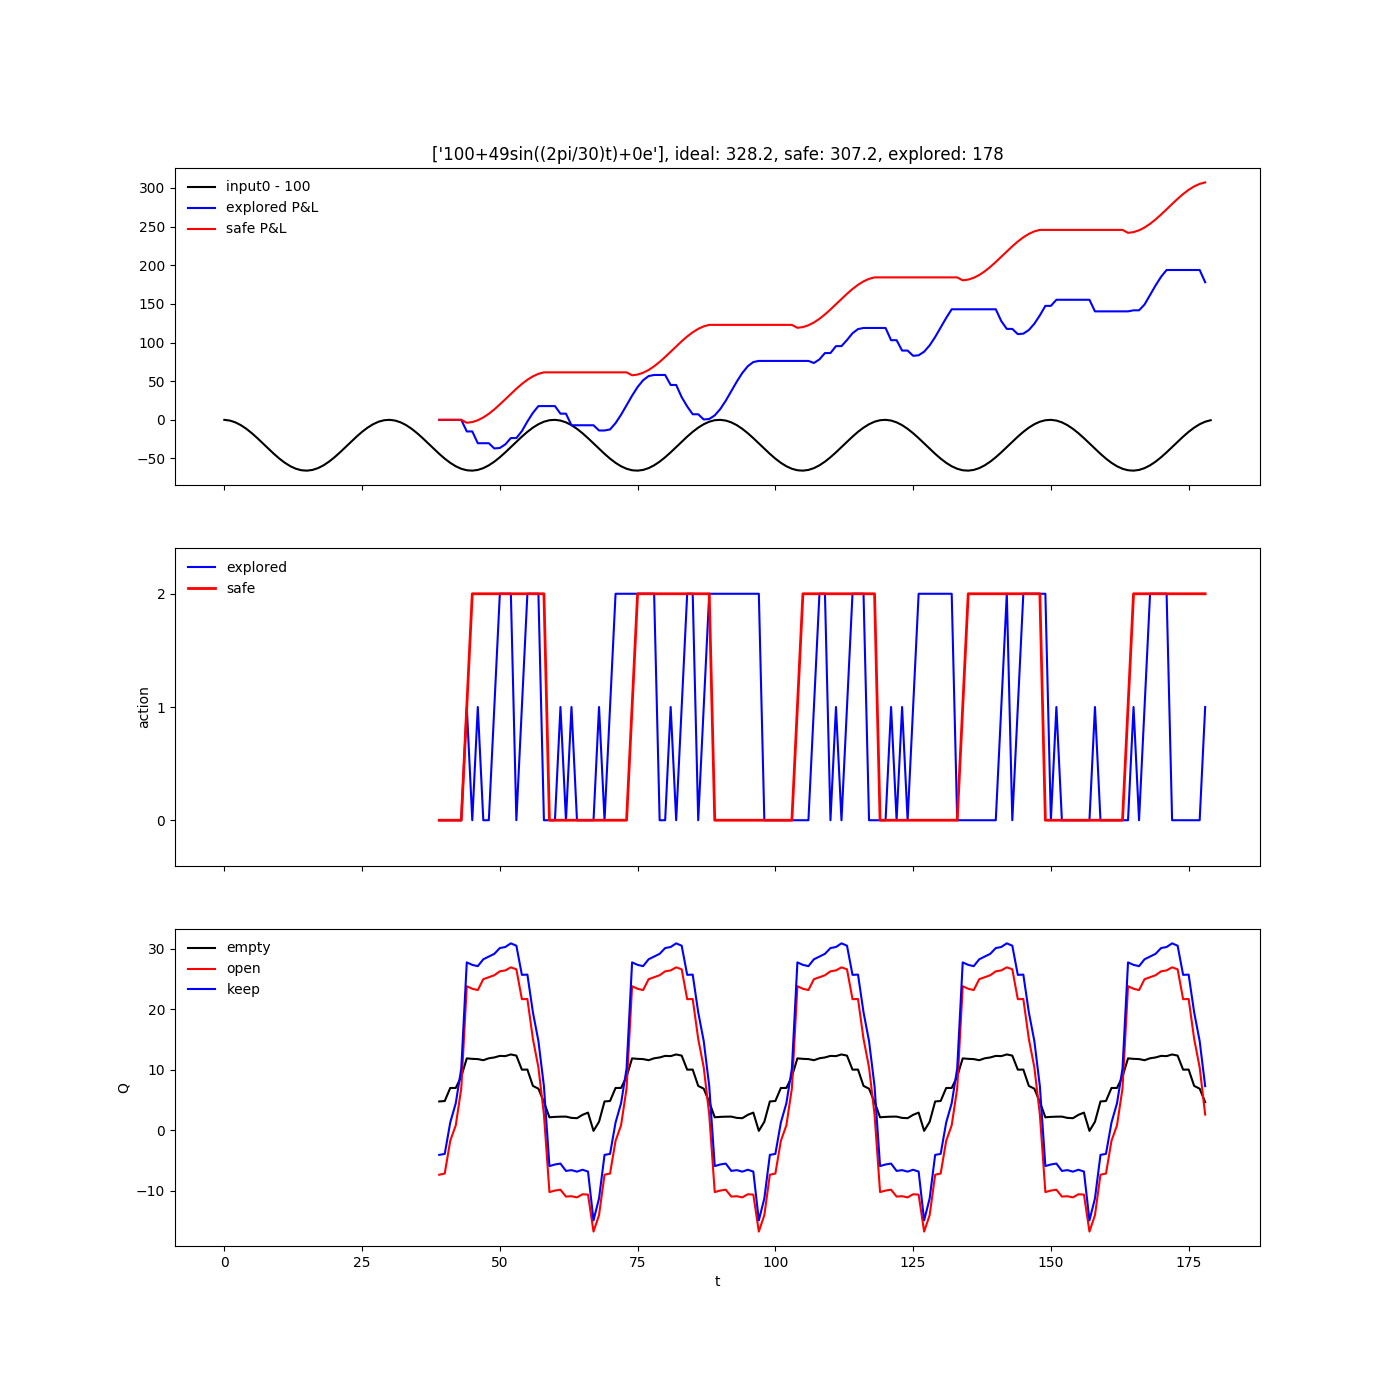 ['100+49sin((2pi/30)t)+0e'], ideal: 328.2, safe: 307.2, explored: 178
input0 - 100
explored P&L
safe P&L
300
250
200
150
100
50
0
−50
explored
safe
2
1
0
action
empty
open
keep
30
20
10
0
−10
Q
0 25 50 75 100 125 150 175
t